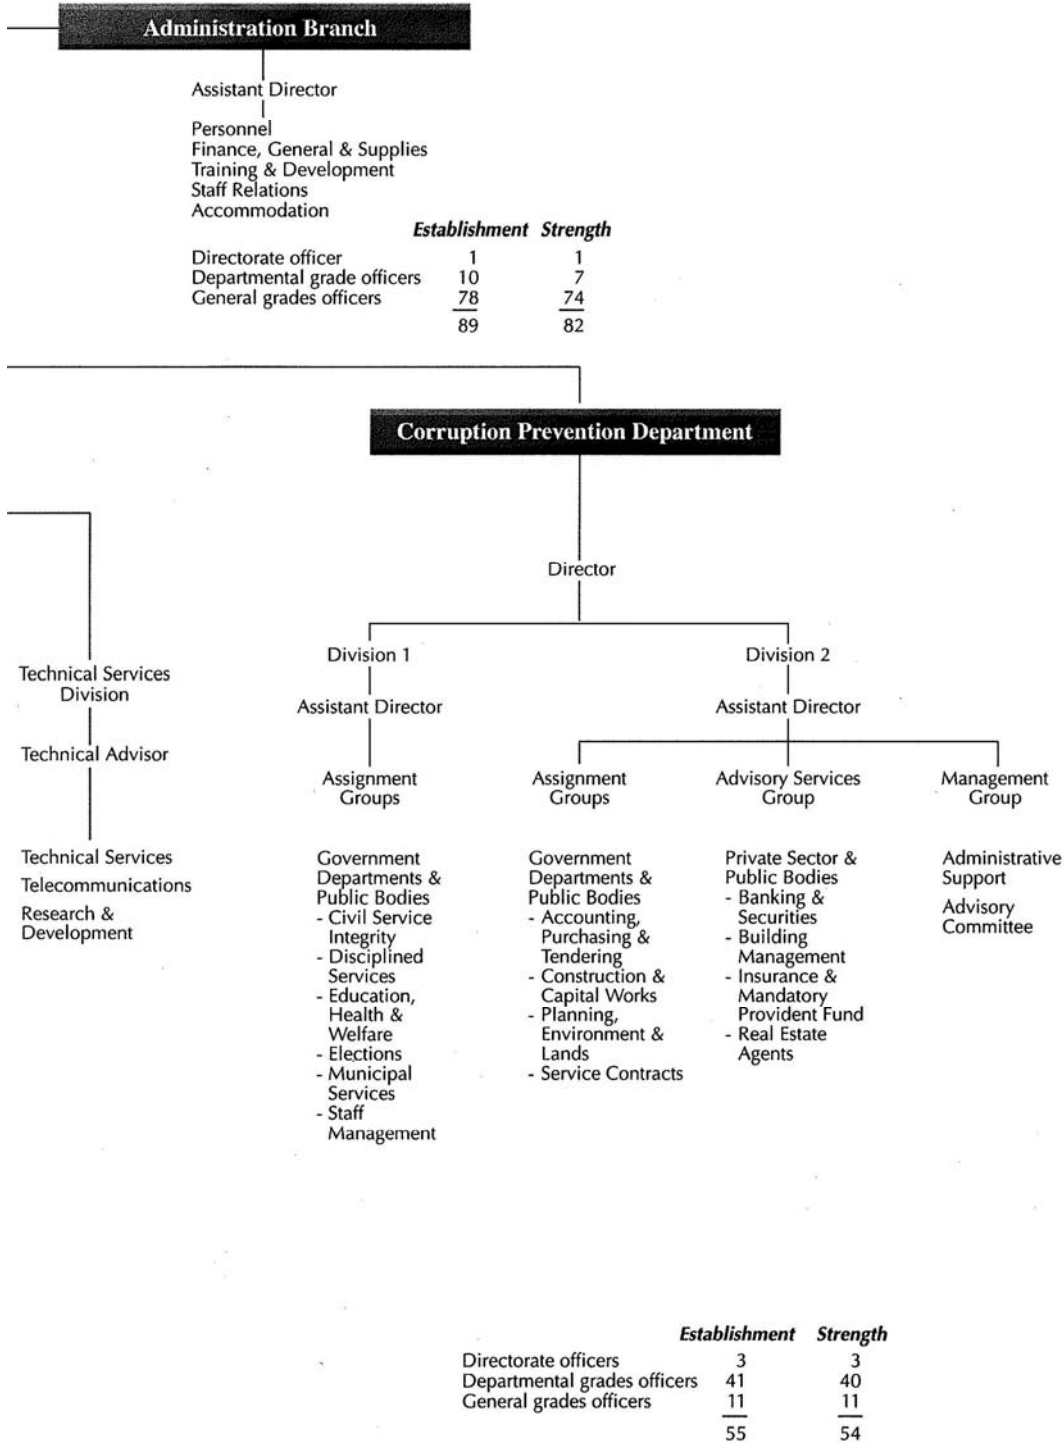 Administration Branch
Assistant Director
Personnel
Finance, General & Supplies
Training & Development
Staff Relations
Accommodation
Establishment Strength
Directorate officer 1 1
Departmental grade officers 10 7
General grades officers 78 74
89 82
Corruption Prevention Department
Director
Technical Services
Division
Technical Advisor
Technical Services
Telecommunications
Research &
Development
Division 1
Assistant Director
Assignment
Groups
Government
Departments &
Public Bodies
- Civil Service
Integrity
- Disciplined
Services
- Education,
Health &
Welfare
- Elections
- Municipal
Services
- Staff
Management
Division 2
Assistant Director
Assignment
Groups
Government
Departments &
Public Bodies
- Accounting,
Purchasing &
Tendering
- Construction &
Capital Works
- Planning,
Environment &
Lands
- Service Contracts
Advisory Services
Group
Private Sector &
Public Bodies
- Banking &
Securities
- Building
Management
- Insurance &
Mandatory
Provident Fund
- Real Estate
Agents
Management
Group
Administrative
Support
Advisory
Committee
Establishment Strength
Directorate officers 3 3
Departmental grades officers 41 40
General grades officers 11 11
55 54